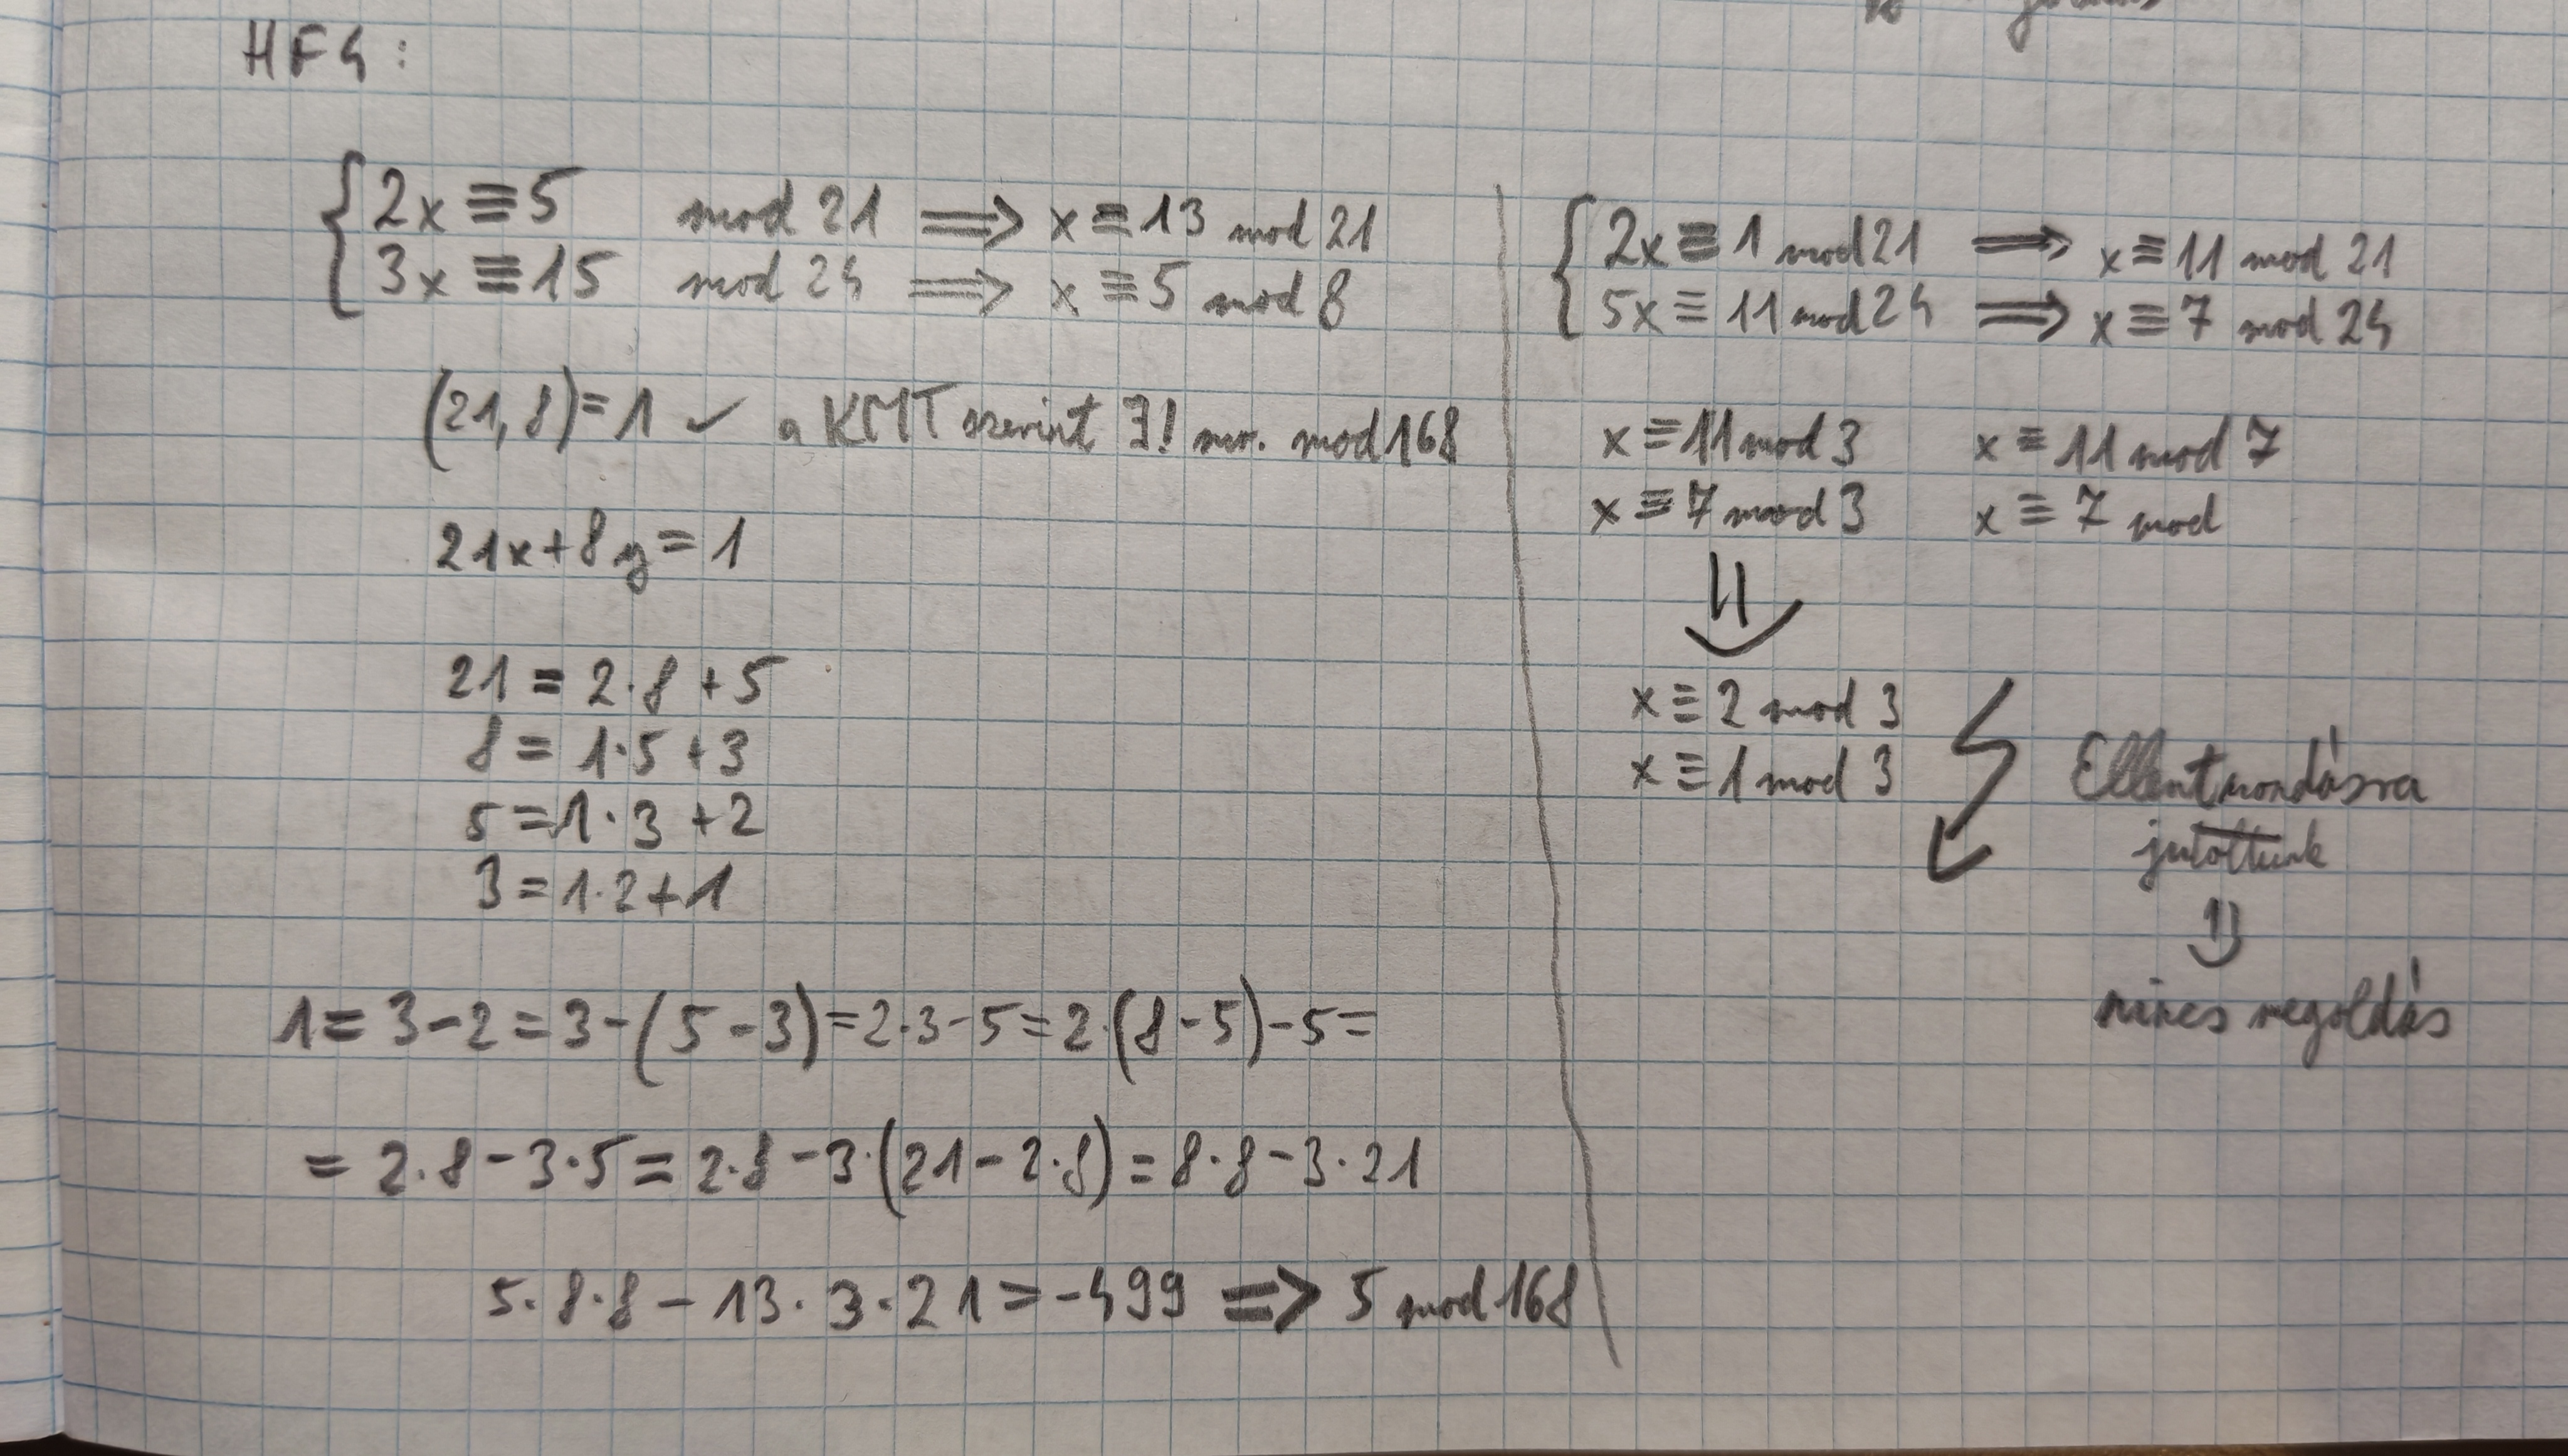 HF4:
2x ≡ 5 mod 21 ⟹ x ≡ 13 mod 21
3x ≡ 15 mod 24 ⟹ x ≡ 5 mod 8
(21, 8) = 1 ✓ a KMT szerint ∃! mo. mod 168
21x + 8y = 1
21 = 2·8 + 5
8 = 1·5 + 3
5 = 1·3 + 2
3 = 1·2 + 1
1 = 3 - 2 = 3 - (5 - 3) = 2·3 - 5 = 2·(8 - 5) - 5 =
= 2·8 - 3·5 = 2·8 - 3·(21 - 2·8) = 8·8 - 3·21
5·8·8 - 13·3·21 = -499 ⟹ 5 mod 168
2x ≡ 1 mod 21 ⟹ x ≡ 11 mod 21
5x ≡ 11 mod 24 ⟹ x ≡ 7 mod 24
x ≡ 11 mod 3 x ≡ 11 mod 7
x ≡ 7 mod 3 x ≡ 7 mod
⇓
x ≡ 2 mod 3
x ≡ 1 mod 3
Ellentmondásra
jutottunk
⇓
nincs megoldás